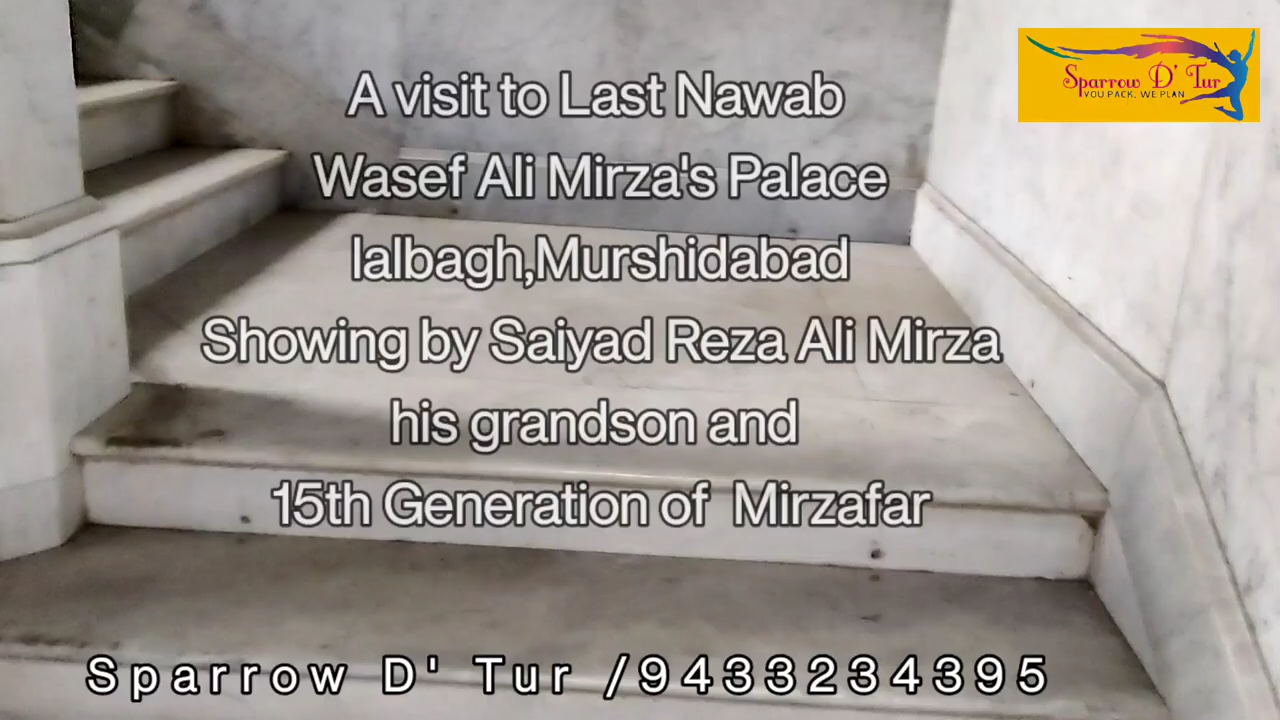 Sparrow D' Tur
YOU PACK, WE PLAN
A visit to Last Nawab
Wasef Ali Mirza's Palace
lalbagh,Murshidabad
Showing by Saiyad Reza Ali Mirza
his grandson and
15th Generation of Mirzafar
Sparrow D' Tur /9433234395